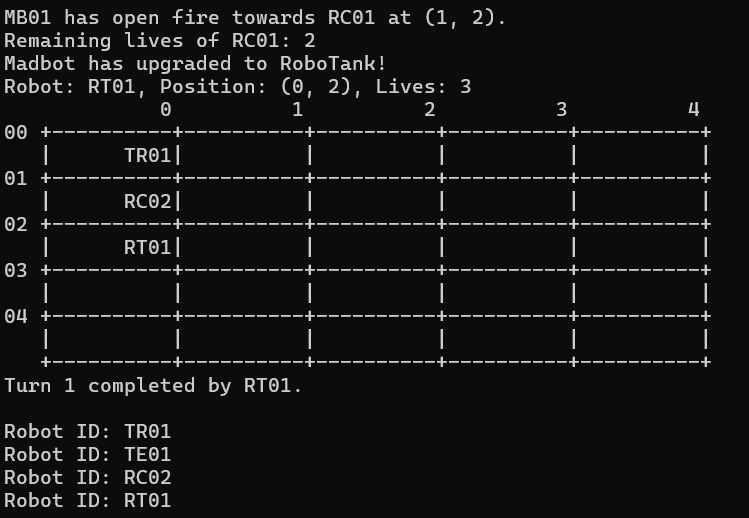 MB01 has open fire towards RC01 at (1, 2).
Remaining lives of RC01: 2
Madbot has upgraded to RoboTank!
Robot: RT01, Position: (0, 2), Lives: 3
0 1 2 3 4
00 +----------+----------+----------+----------+----------+
| TR01| | | | |
01 +----------+----------+----------+----------+----------+
| RC02| | | | |
02 +----------+----------+----------+----------+----------+
| RT01| | | | |
03 +----------+----------+----------+----------+----------+
| | | | | |
04 +----------+----------+----------+----------+----------+
| | | | | |
+----------+----------+----------+----------+----------+
Turn 1 completed by RT01.
Robot ID: TR01
Robot ID: TE01
Robot ID: RC02
Robot ID: RT01